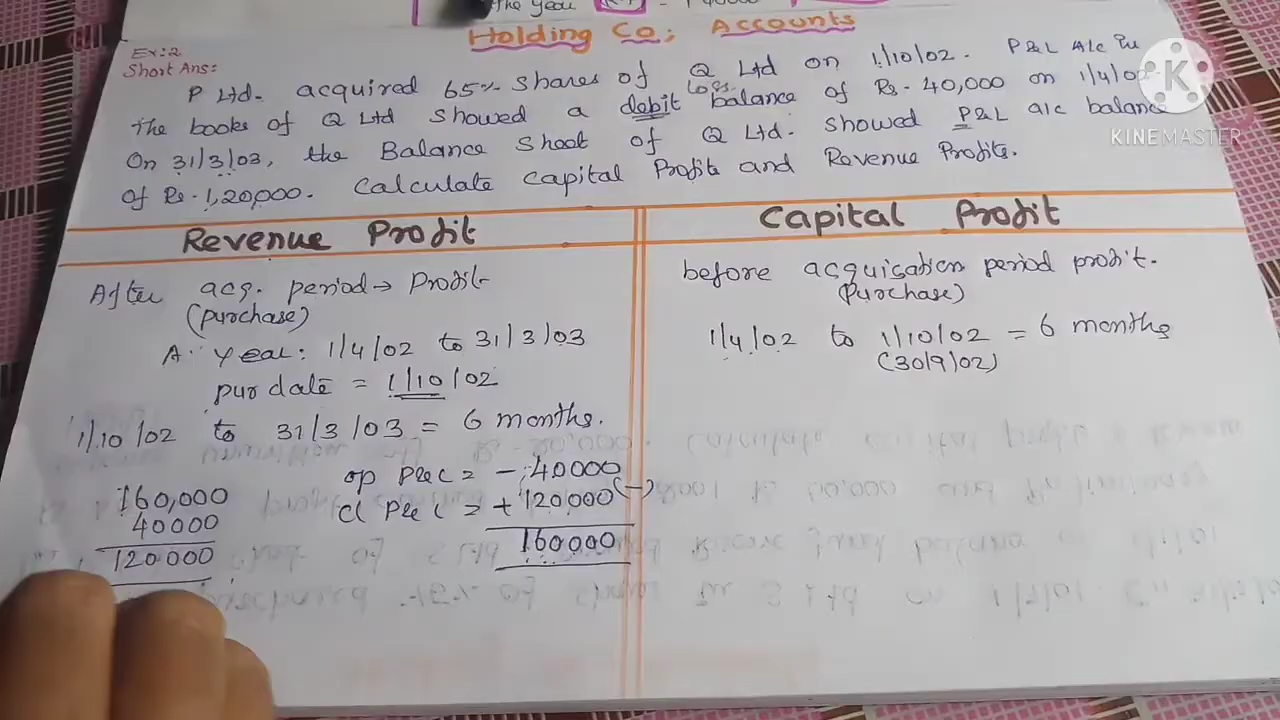 the year
Holding Co; Accounts
Ex:2
Short Ans:
P Ltd. acquired 65% shares of Q Ltd on 1/10/02. P&L A/c in
loss
the books of Q Ltd showed a debit balance of Rs. 40,000 on 1/4/0
On 31/3/03, the Balance Sheet of Q Ltd. showed P&L a/c balance
of Rs. 1,20,000. Calculate Capital Profits and Revenue Profits.
KINEMASTER
Revenue Profit
Capital Profit
After acq. period → Profit
(purchase)
A. year: 1/4/02 to 31/3/03
pur date = 1/10/02
1/10/02 to 31/3/03 = 6 months.
op P&L = - 40000
cl P&L = + 120,000 (-)
160000
160,000
40000
120000
before acquisation period profit.
(purchase)
1/4/02 to 1/10/02 = 6 months
(30/9/02)